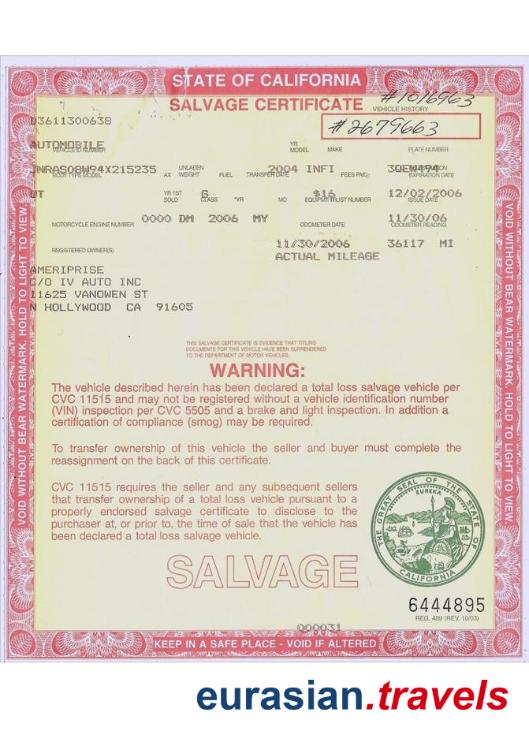 STATE OF CALIFORNIA
SALVAGE CERTIFICATE
#1016963
VEHICLE HISTORY
#2679663
D3611300638
AUTOMOBILE
YR MODEL MAKE PLATE NUMBER
JNRAS08W94X215235 2004 INFI
BODY TYPE MODEL AX UNLADEN WEIGHT FUEL TRANSFER DATE FEES PAID EXPIRATION DATE
UT G $16 12/02/2006
YR 1ST SOLD CLASS *YR MO EQUIPMT/TRUST NUMBER ISSUE DATE
0000 DM 2006 MY 11/30/06
MOTORCYCLE ENGINE NUMBER ODOMETER DATE ODOMETER READING
11/30/2006 36117 MI
REGISTERED OWNER(S) ACTUAL MILEAGE
AMERIPRISE
C/O IV AUTO INC
11625 VANOWEN ST
N HOLLYWOOD CA 91605
THIS SALVAGE CERTIFICATE IS EVIDENCE THAT TITLING
DOCUMENTS FOR THIS VEHICLE HAVE BEEN SURRENDERED
TO THE DEPARTMENT OF MOTOR VEHICLES.
WARNING:
The vehicle described herein has been declared a total loss salvage vehicle per
CVC 11515 and may not be registered without a vehicle identification number
(VIN) inspection per CVC 5505 and a brake and light inspection. In addition a
certification of compliance (smog) may be required.
To transfer ownership of this vehicle the seller and buyer must complete the
reassignment on the back of this certificate.
CVC 11515 requires the seller and any subsequent sellers
that transfer ownership of a total loss vehicle pursuant to a
properly endorsed salvage certificate to disclose to the
purchaser at, or prior to, the time of sale that the vehicle has
been declared a total loss salvage vehicle.
SALVAGE
THE GREAT SEAL OF THE STATE OF CALIFORNIA
EUREKA
6444895
REG. 489 (REV. 10/03)
000031
KEEP IN A SAFE PLACE - VOID IF ALTERED
VOID WITHOUT BEAR WATERMARK. HOLD TO LIGHT TO VIEW.
VOID WITHOUT BEAR WATERMARK. HOLD TO LIGHT TO VIEW.
eurasian.travels